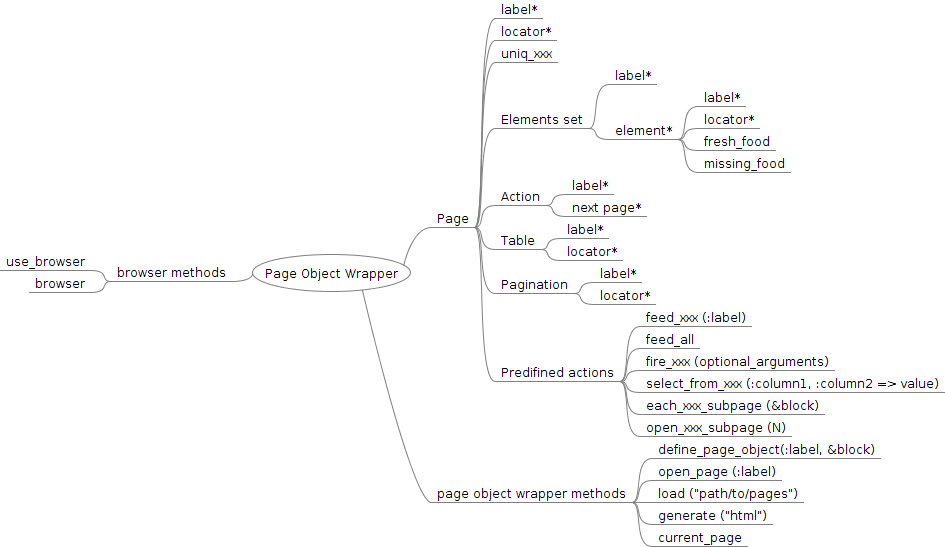 label*
locator*
uniq_xxx
label*
Elements set
element*
label*
locator*
fresh_food
missing_food
Action
label*
next page*
Page
Table
label*
locator*
Pagination
label*
locator*
use_browser
browser
browser methods
Page Object Wrapper
Predifined actions
feed_xxx (:label)
feed_all
fire_xxx (optional_arguments)
select_from_xxx (:column1, :column2 => value)
each_xxx_subpage (&block)
open_xxx_subpage (N)
page object wrapper methods
define_page_object(:label, &block)
open_page (:label)
load ("path/to/pages")
generate ("html")
current_page